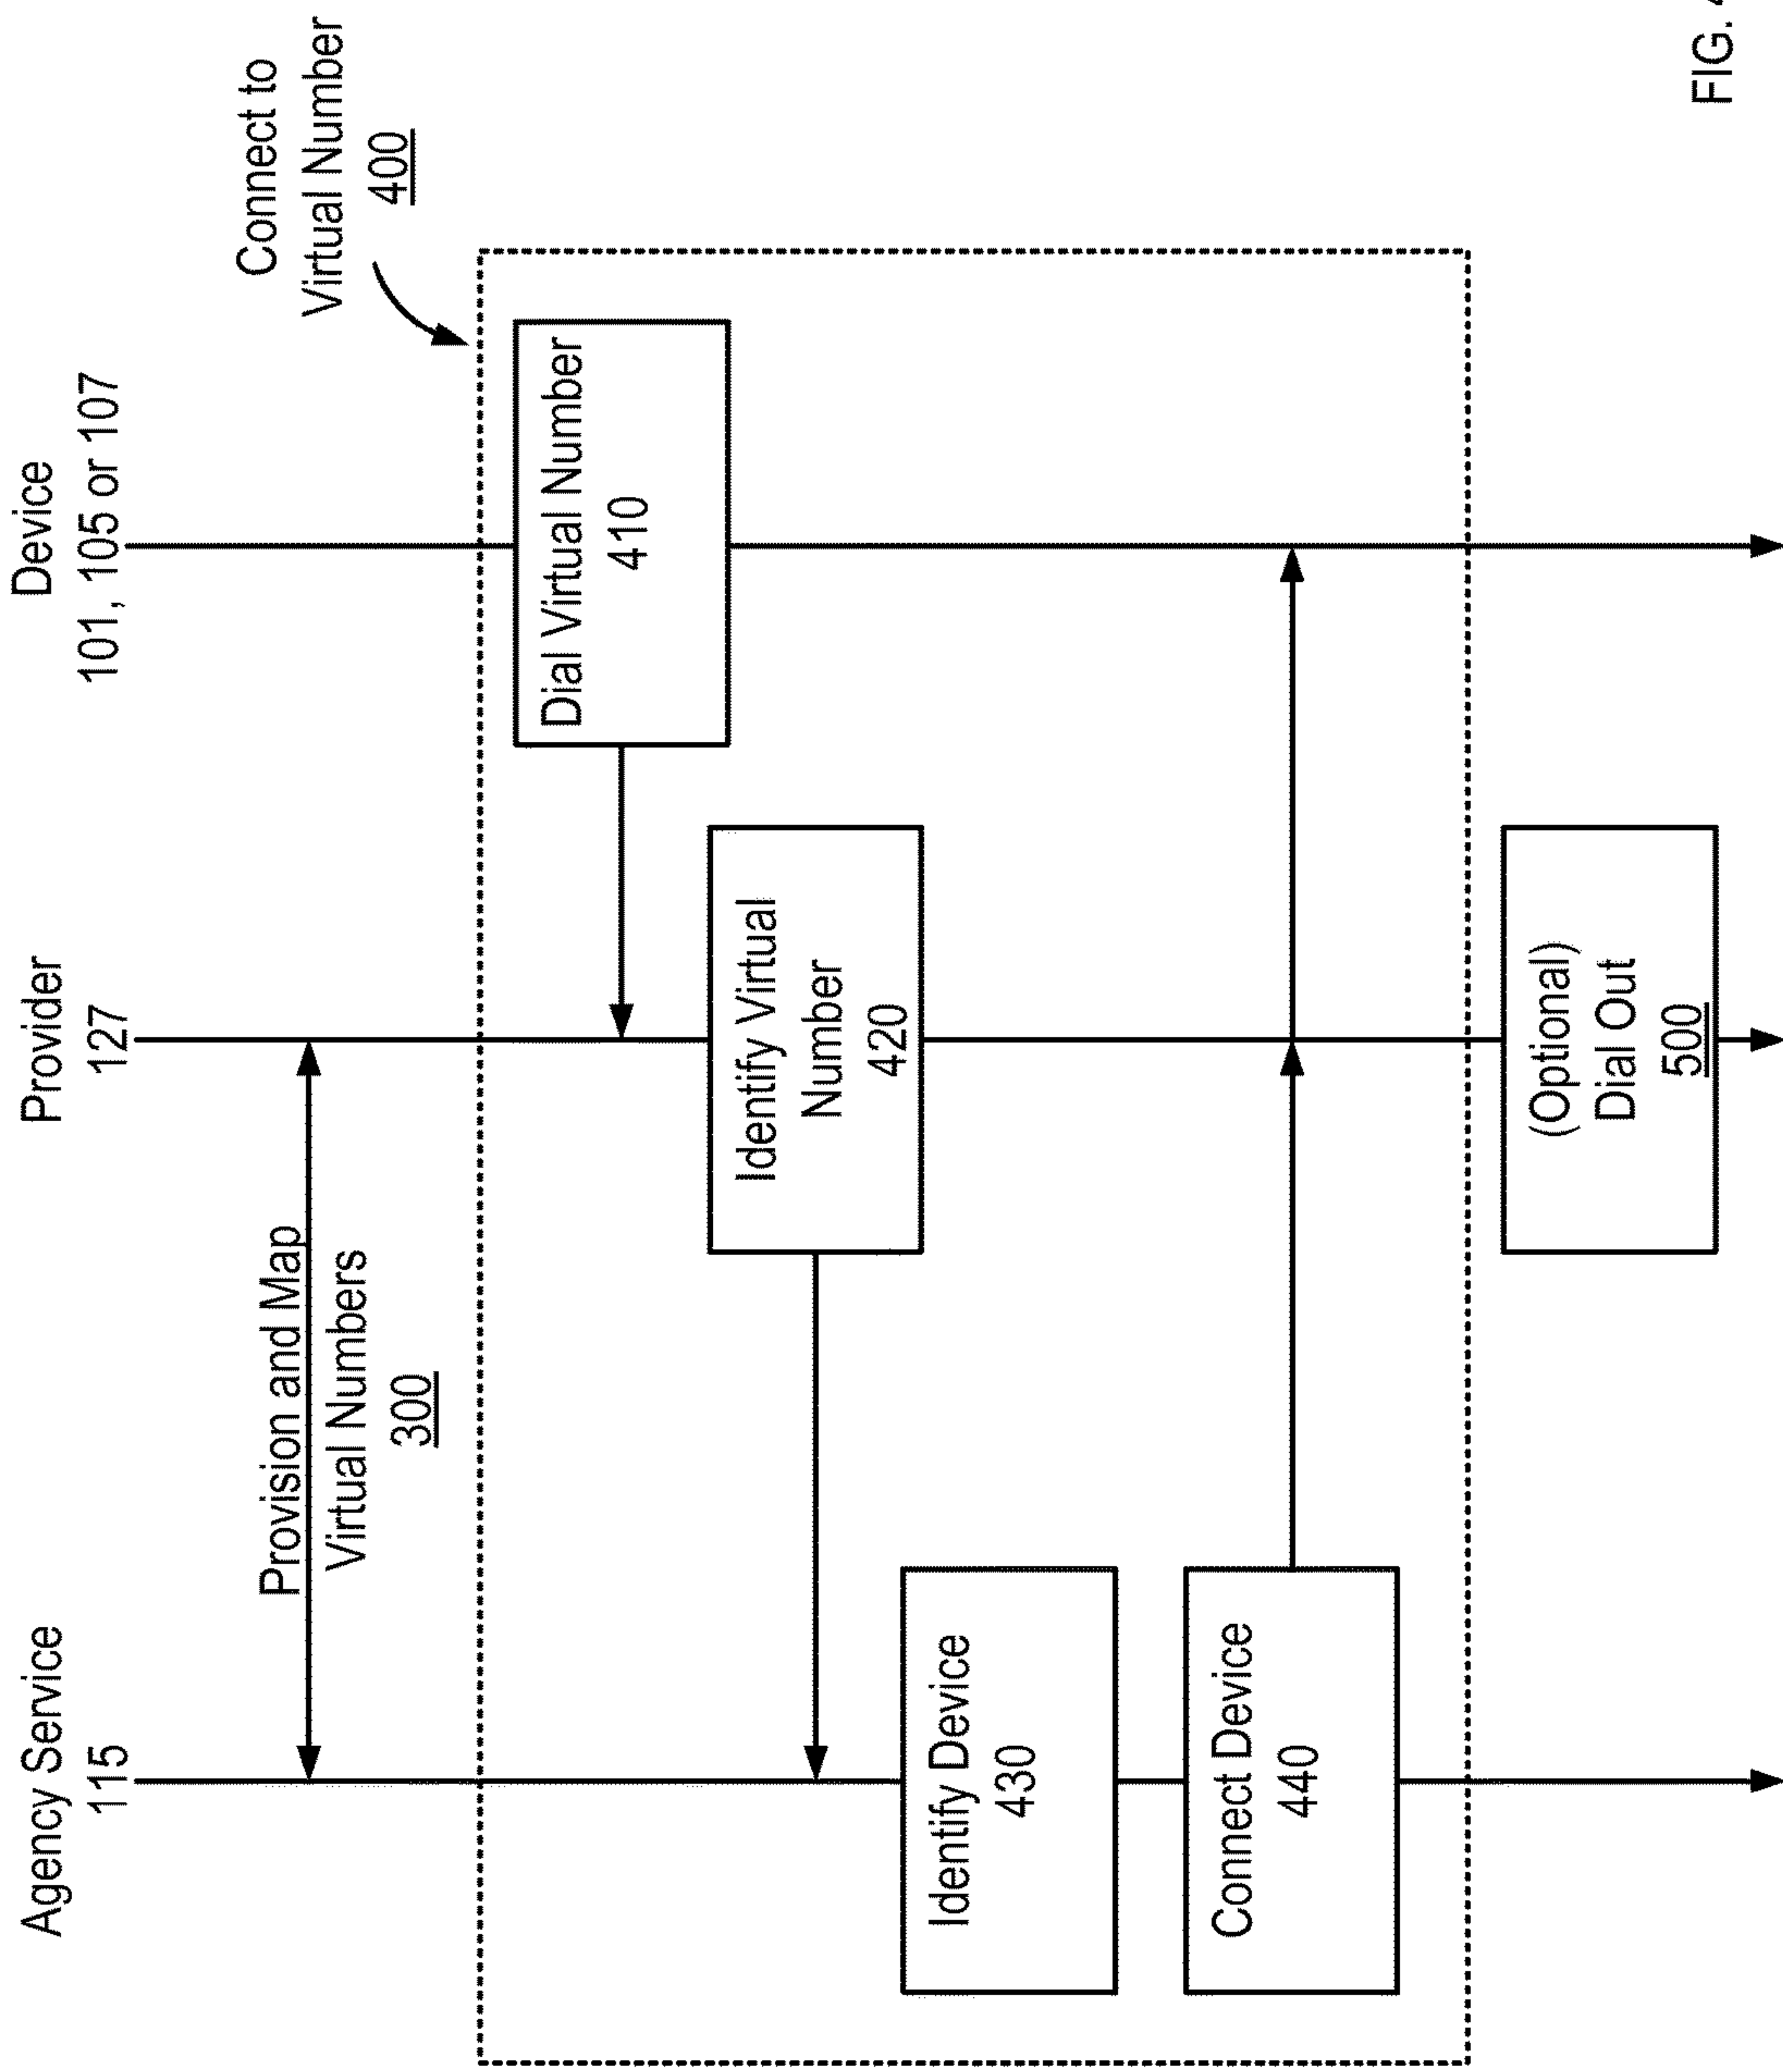 Agency Service
115
Provider
127
Device
101, 105 or 107
Provision and Map
Virtual Numbers
300
Connect to
Virtual Number
400
Dial Virtual Number
410
Identify Virtual
Number
420
Identify Device
430
Connect Device
440
(Optional)
Dial Out
500
FIG.